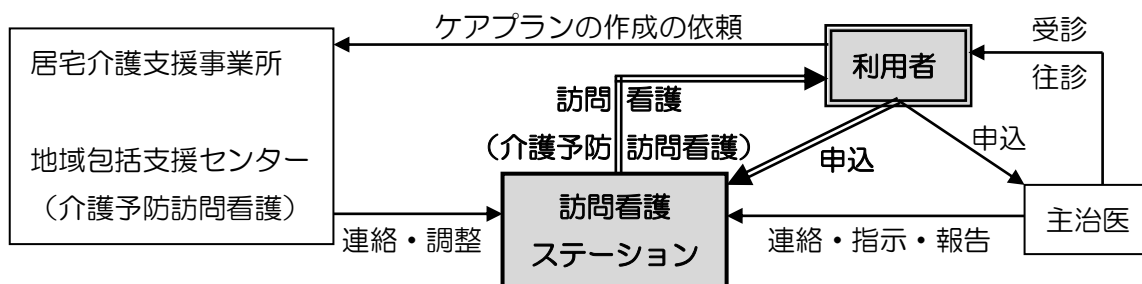 ケアプランの作成の依頼
居宅介護支援事業所
地域包括支援センター
（介護予防訪問看護）
利用者
受診
往診
訪問 看護
（介護予防 訪問看護）
申込
申込
訪問看護
ステーション
主治医
連絡・調整
連絡・指示・報告